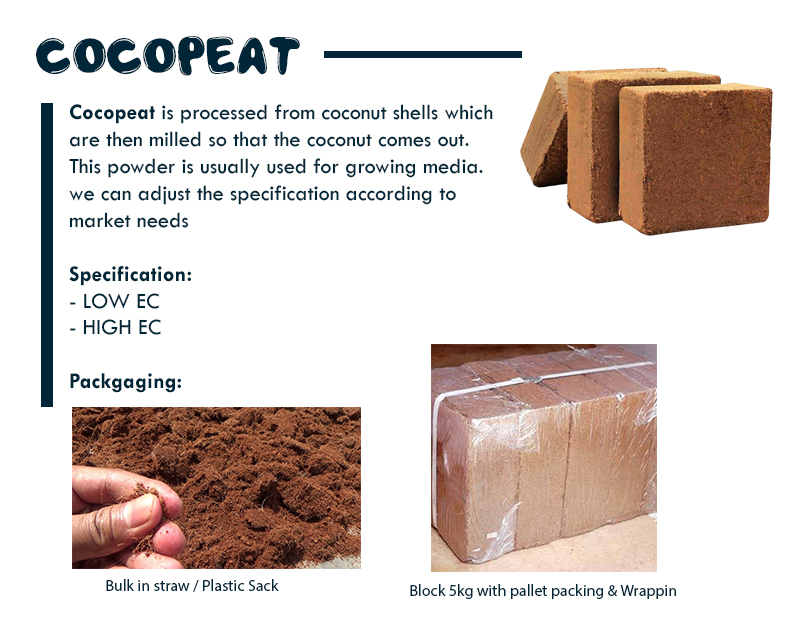 COCOPEAT
Cocopeat is processed from coconut shells which
are then milled so that the coconut comes out.
This powder is usually used for growing media.
we can adjust the specification according to
market needs
Specification:
- LOW EC
- HIGH EC
Packgaging:
Bulk in straw / Plastic Sack
Block 5kg with pallet packing & Wrappin